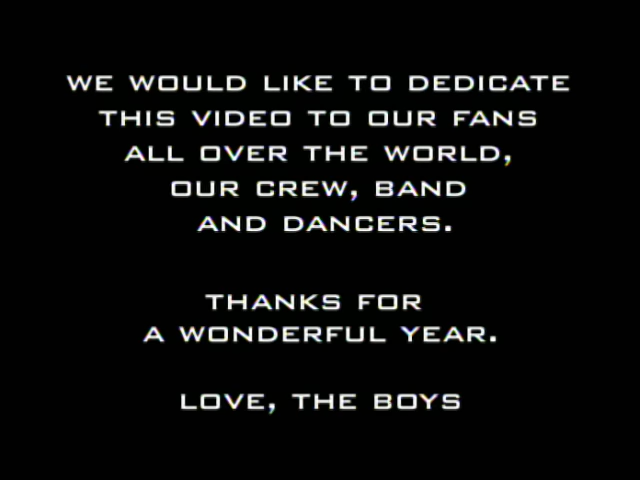 WE WOULD LIKE TO DEDICATE
THIS VIDEO TO OUR FANS
ALL OVER THE WORLD,
OUR CREW, BAND
AND DANCERS.
THANKS FOR
A WONDERFUL YEAR.
LOVE, THE BOYS